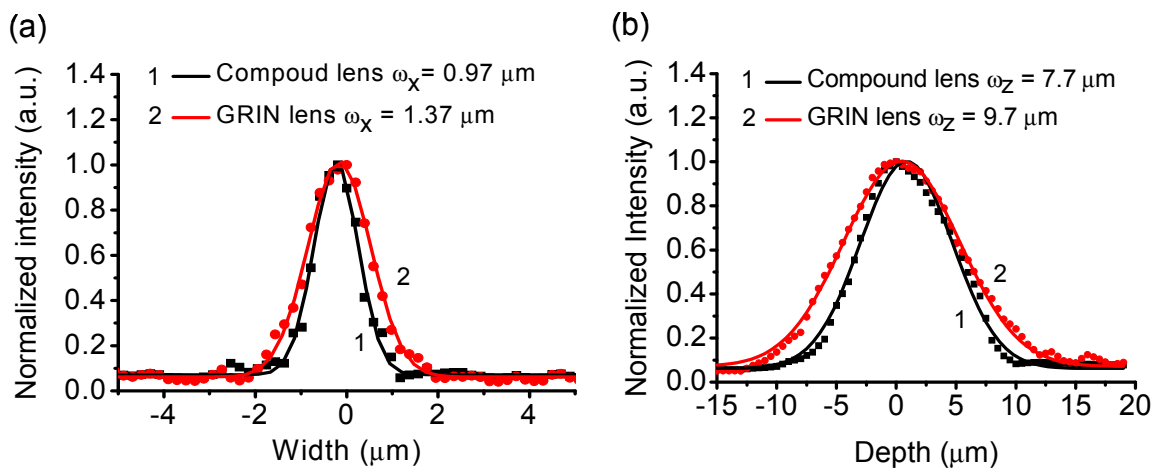 (a)
1 Compoud lens ωx= 0.97 μm
2 GRIN lens ωx = 1.37 μm
Normalized intensity (a.u.)
1.4
1.2
1.0
0.8
0.6
0.4
0.2
0.0
2
1
-4 -2 0 2 4
Width (μm)
(b)
1 Compound lens ωz = 7.7 μm
2 GRIN lens ωz = 9.7 μm
Normalized Intensity (a.u.)
1.4
1.2
1.0
0.8
0.6
0.4
0.2
0.0
2
1
-15 -10 -5 0 5 10 15 20
Depth (μm)